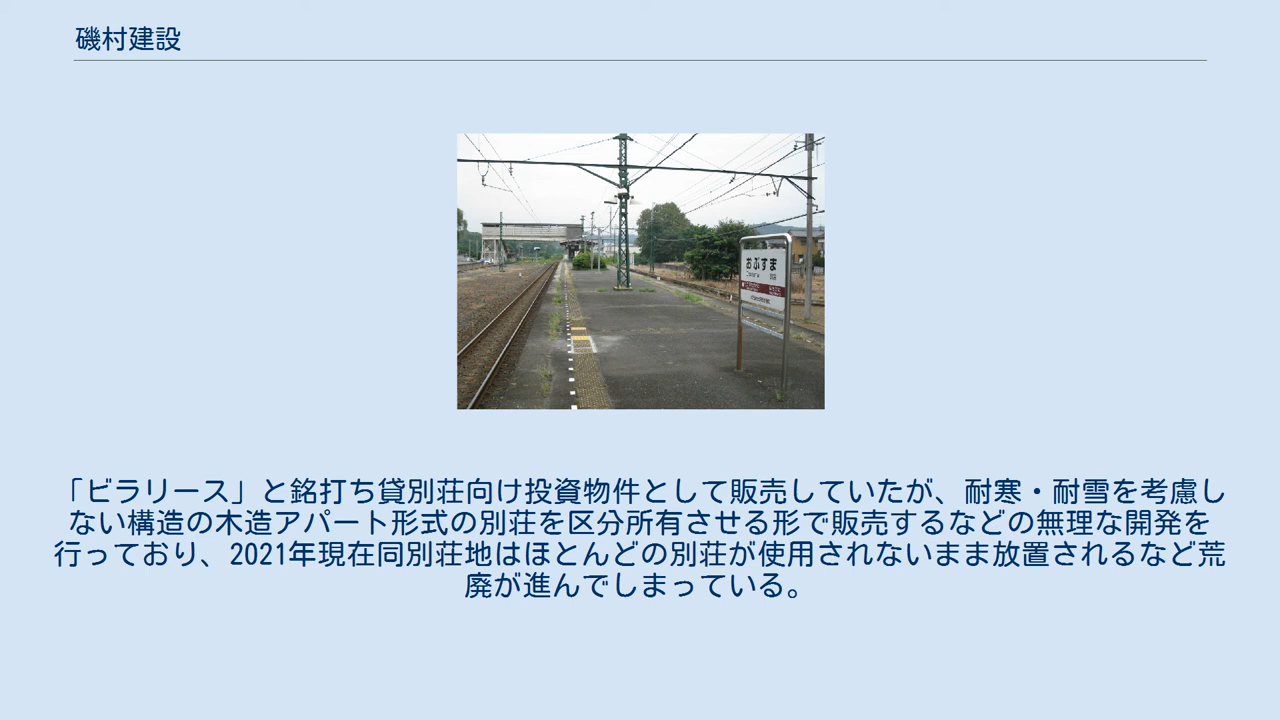 磯村建設
おぶすま
「ビラリース」と銘打ち貸別荘向け投資物件として販売していたが、耐寒・耐雪を考慮し
ない構造の木造アパート形式の別荘を区分所有させる形で販売するなどの無理な開発を
行っており、2021年現在同別荘地はほとんどの別荘が使用されないまま放置されるなど荒
廃が進んでしまっている。